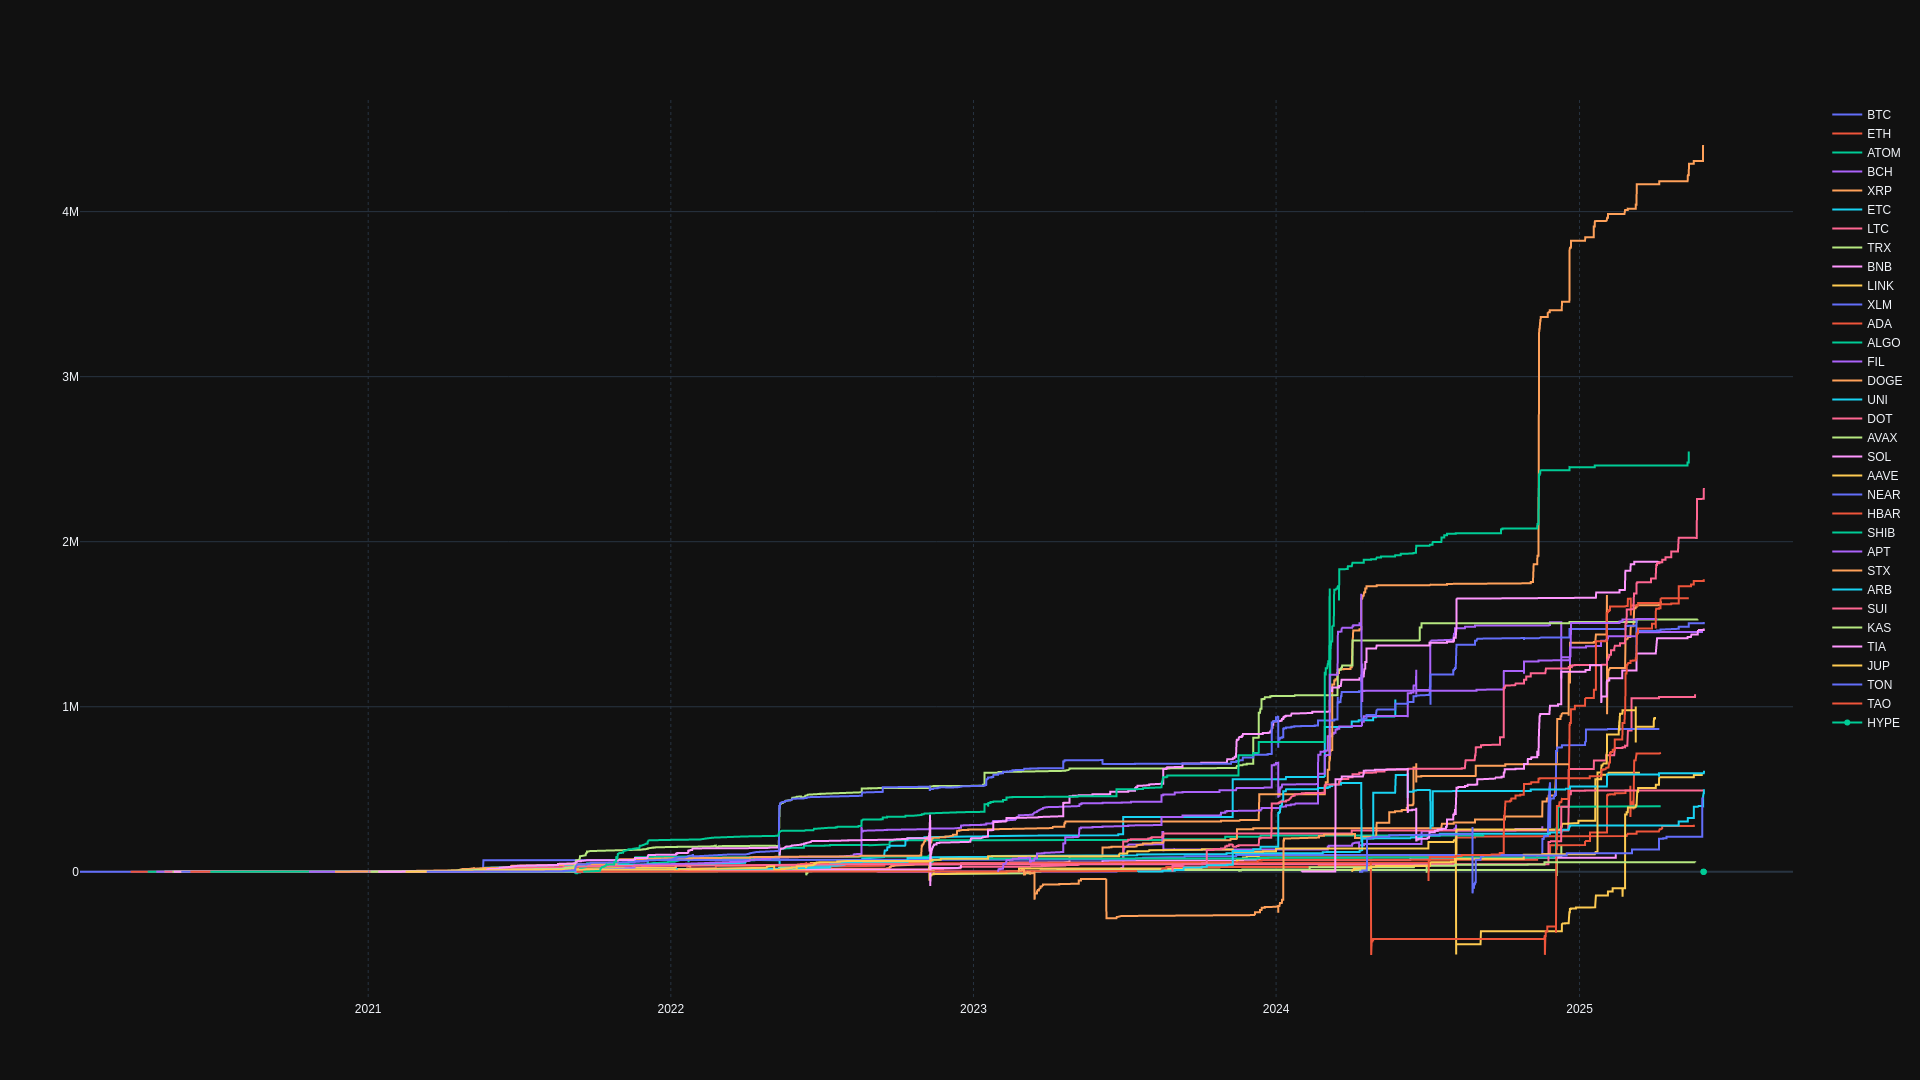 4M
3M
2M
1M
0
2021
2022
2023
2024
2025
BTC
ETH
ATOM
BCH
XRP
ETC
LTC
TRX
BNB
LINK
XLM
ADA
ALGO
FIL
DOGE
UNI
DOT
AVAX
SOL
AAVE
NEAR
HBAR
SHIB
APT
STX
ARB
SUI
KAS
TIA
JUP
TON
TAO
HYPE